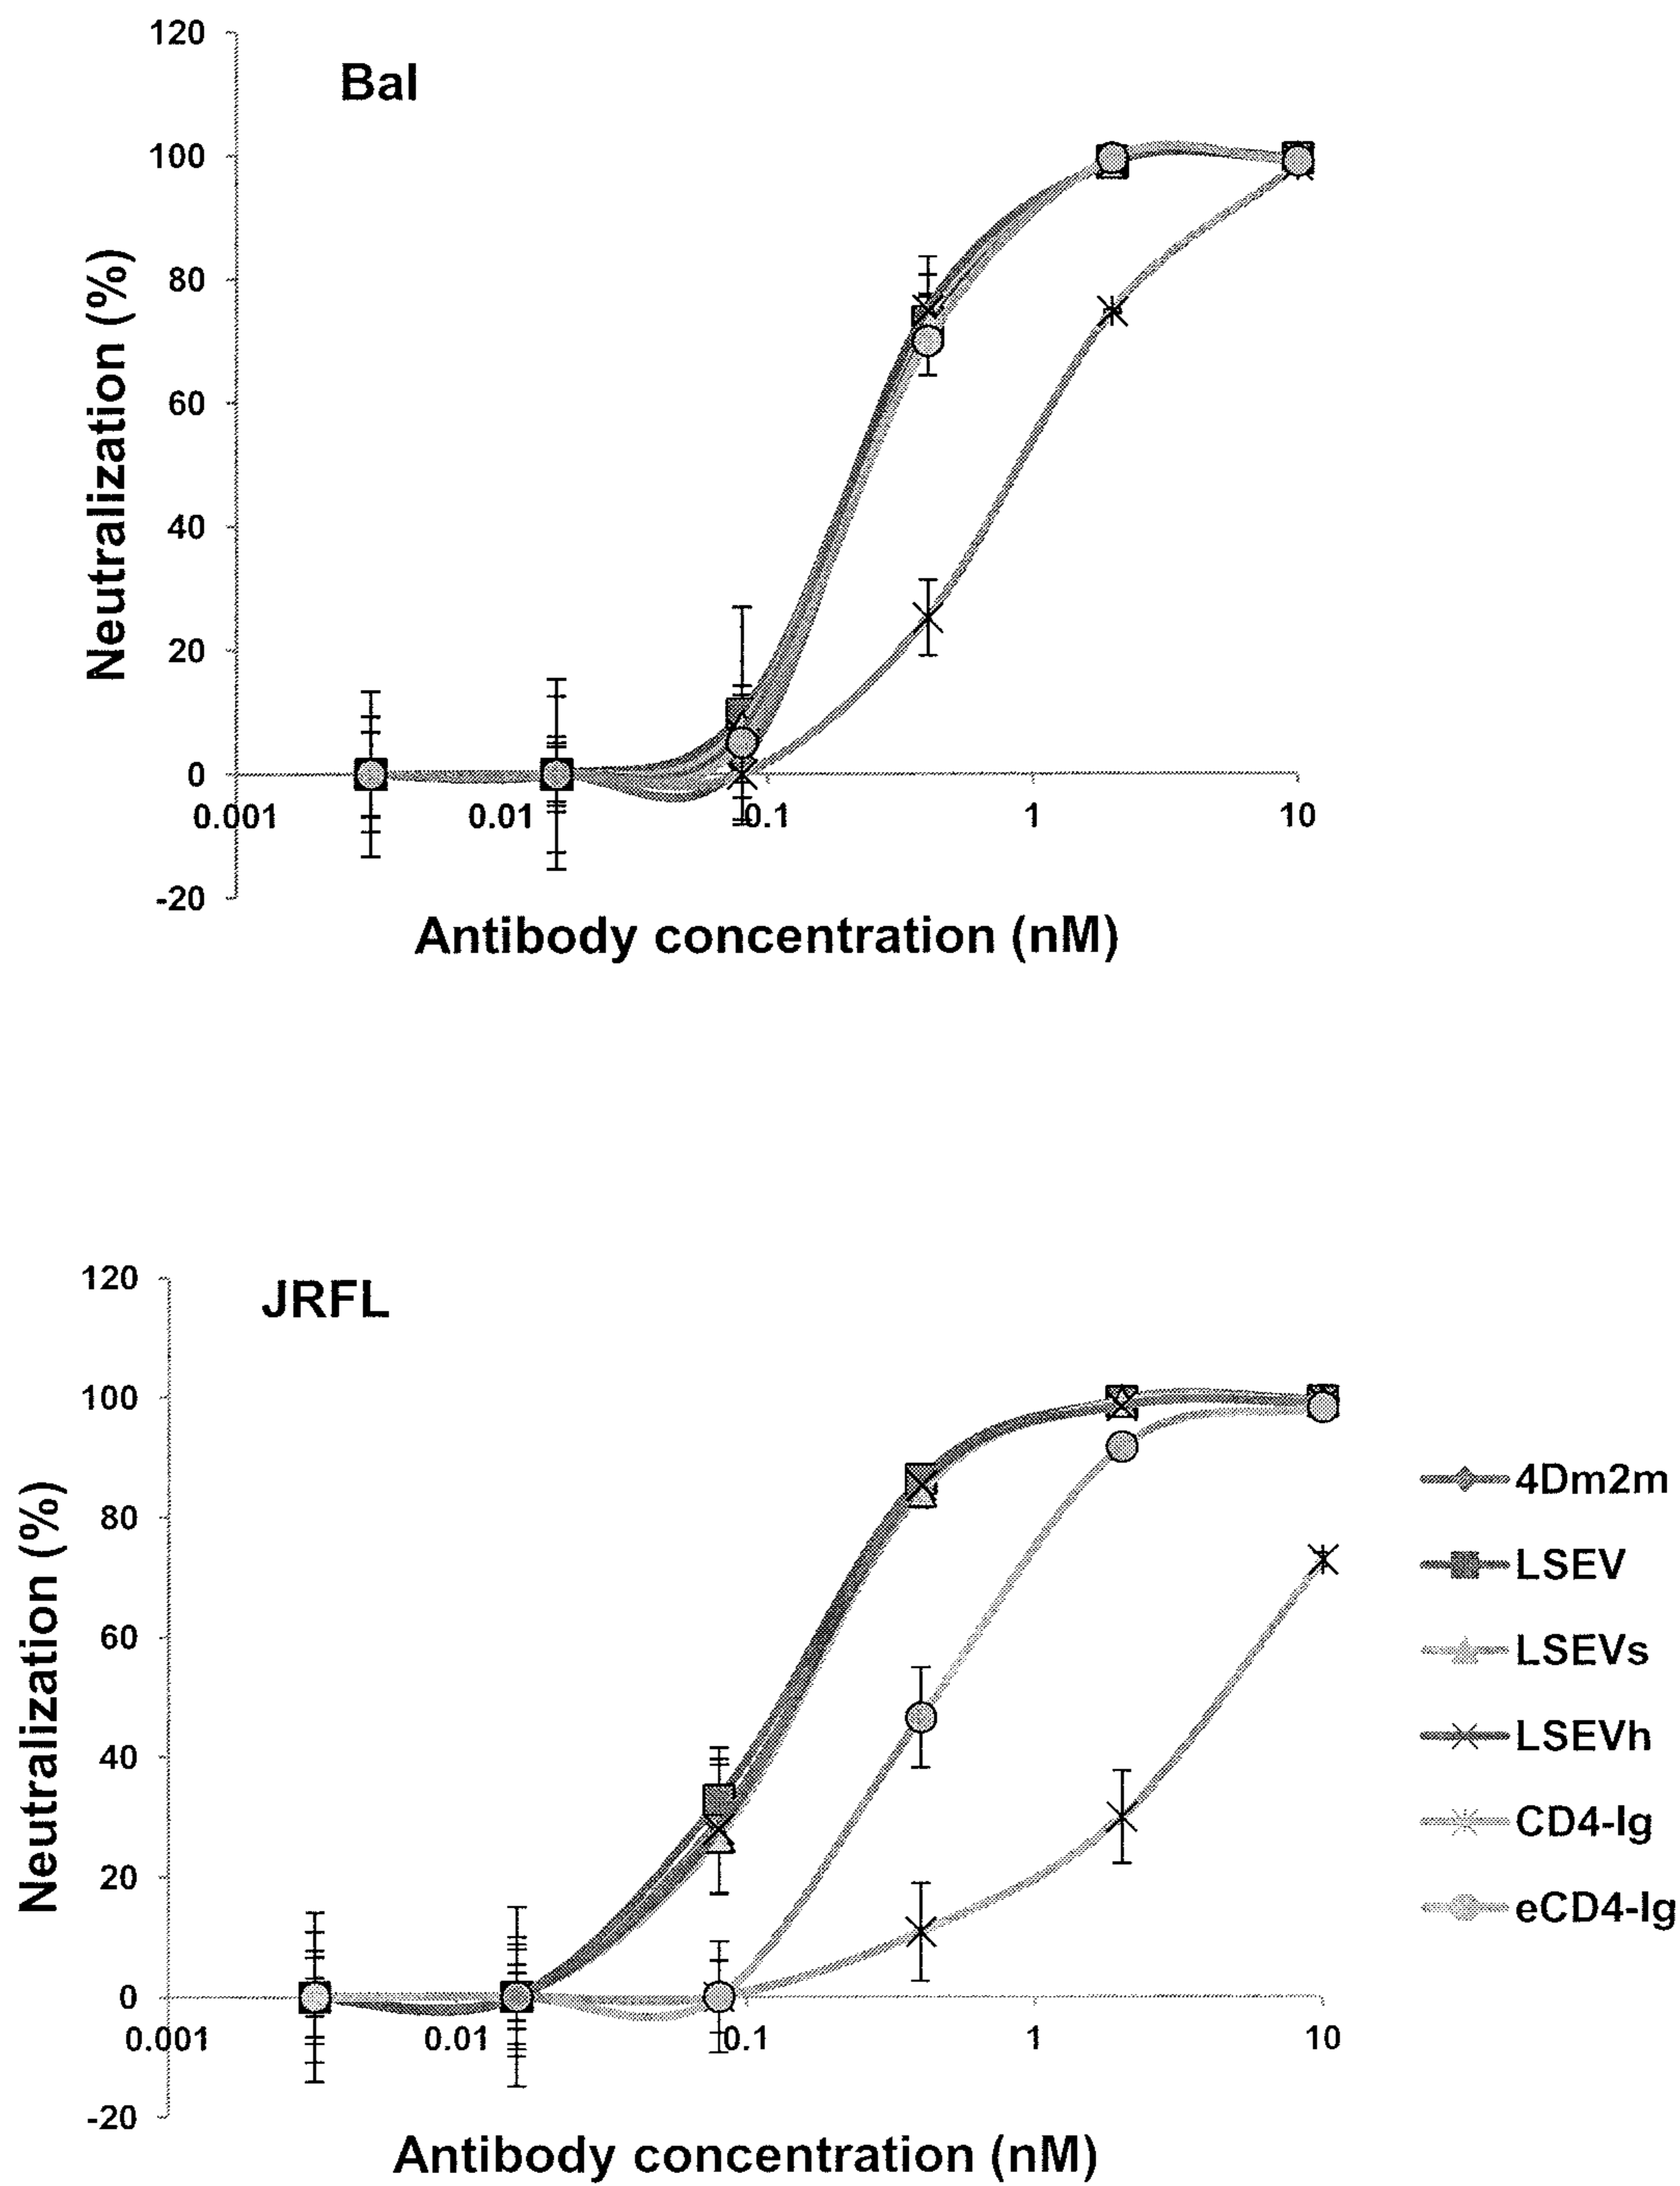 120
Bal
100
80
60
40
20
0
-20
Neutralization (%)
0.001 0.01 0.1 1 10
Antibody concentration (nM)
120
JRFL
100
80
60
40
20
0
-20
Neutralization (%)
0.001 0.01 0.1 1 10
Antibody concentration (nM)
4Dm2m
LSEV
LSEVs
LSEVh
CD4-Ig
eCD4-Ig